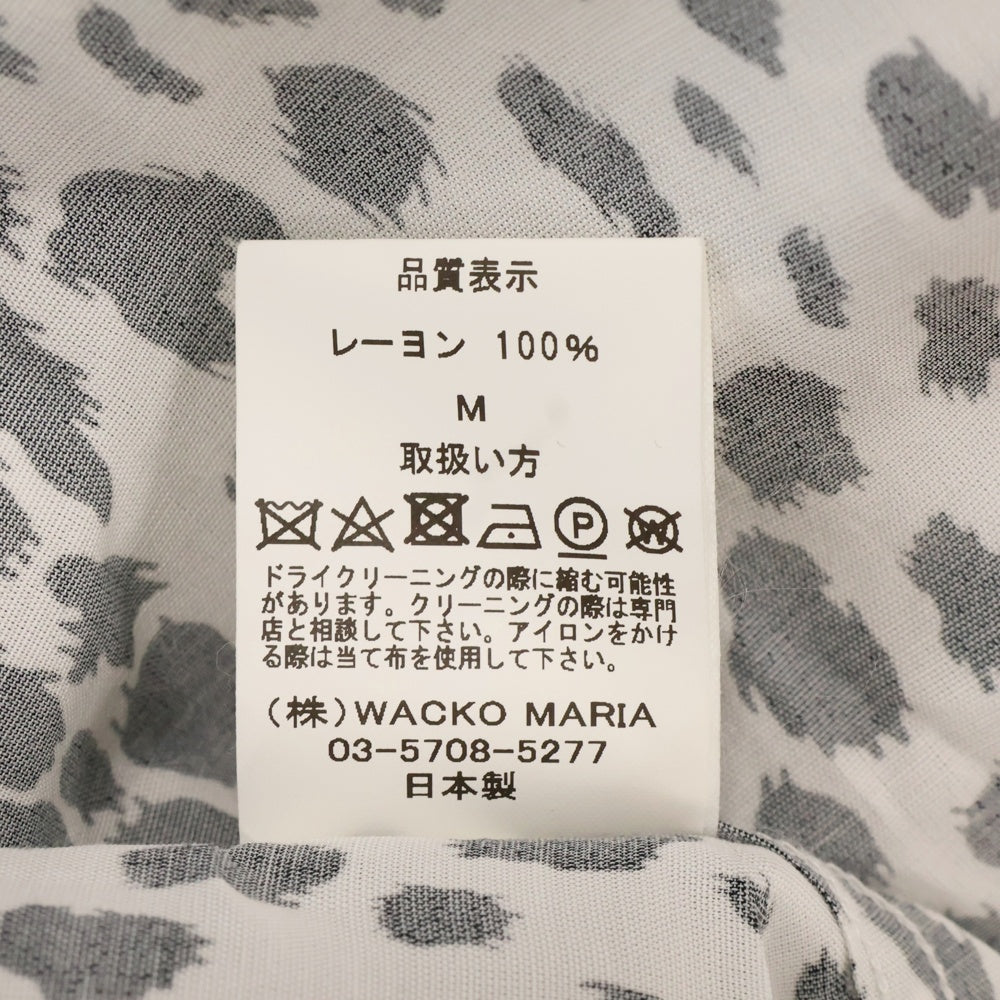 品質表示
レーヨン 100%
M
取扱い方
P W
ドライクリーニングの際に縮む可能性
があります。クリーニングの際は専門
店と相談して下さい。アイロンをかけ
る際は当て布を使用して下さい。
(株)WACKO MARIA
03-5708-5277
日本製